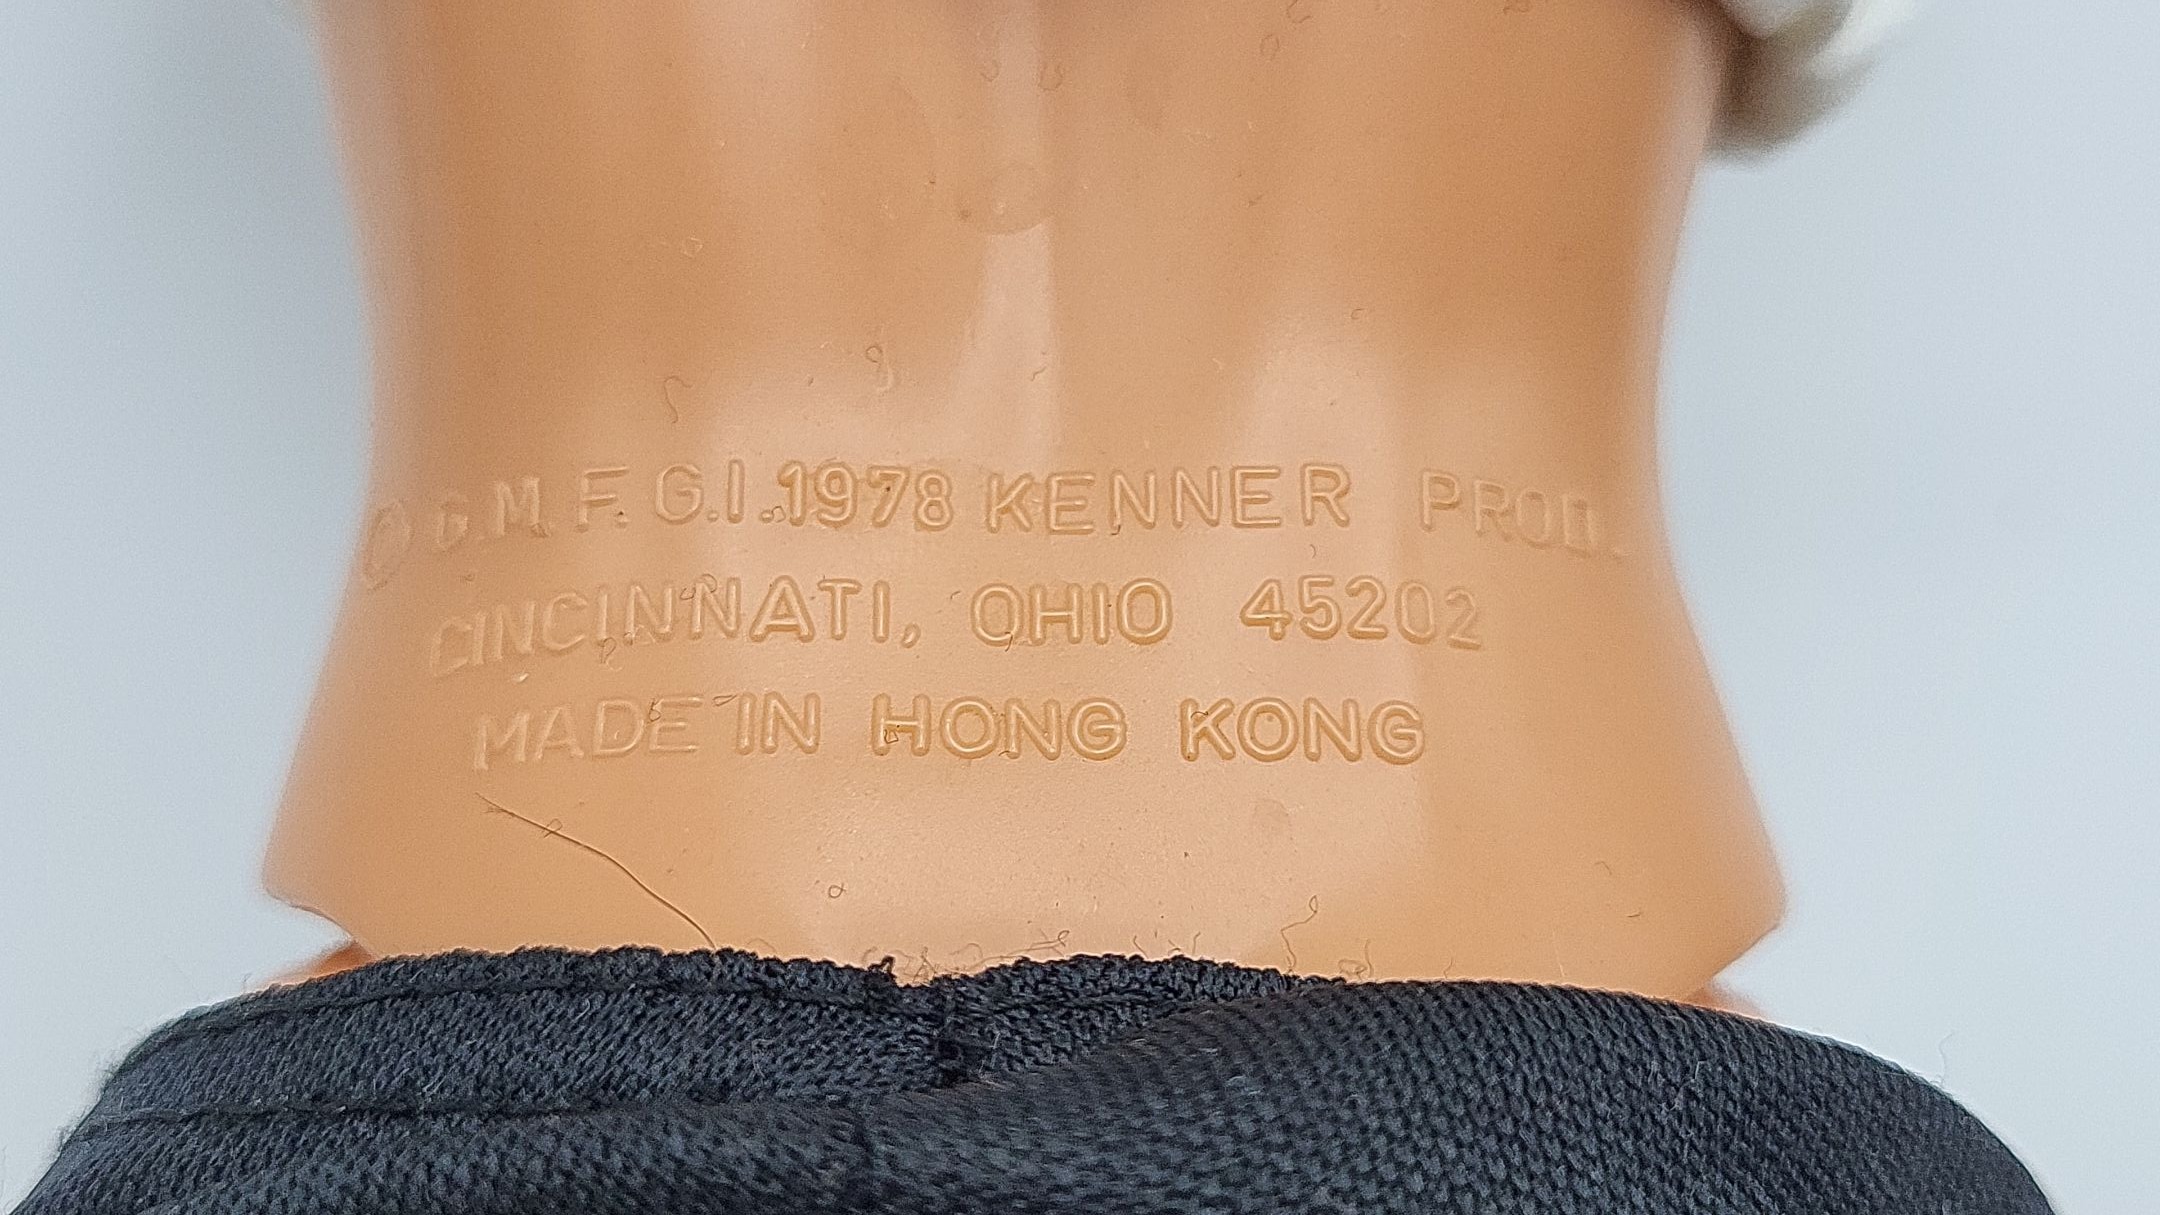 © G.M.F.G.I. 1978 KENNER PROD.
CINCINNATI, OHIO 45202
MADE IN HONG KONG